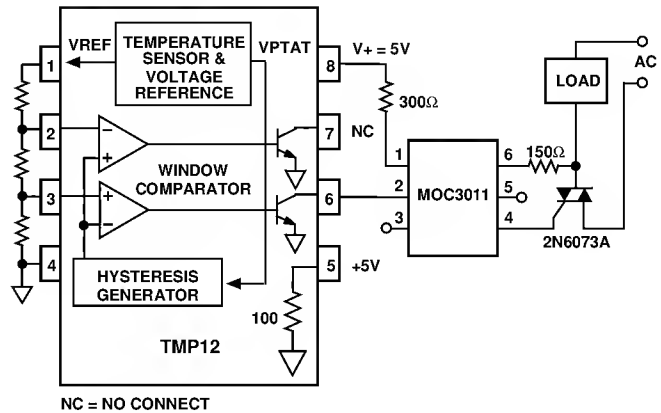 VREF
TEMPERATURE
SENSOR &
VOLTAGE
REFERENCE
VPTAT
V+ = 5V
AC
LOAD
1
8
300Ω
2
7
NC
WINDOW
COMPARATOR
1
6
150Ω
3
6
2
MOC3011
5
3
4
2N6073A
4
HYSTERESIS
GENERATOR
5
+5V
100
TMP12
NC = NO CONNECT